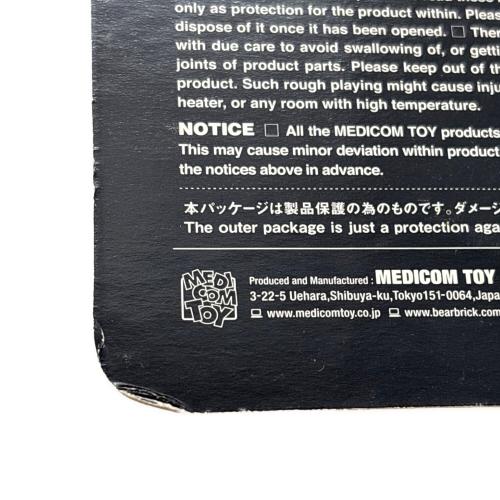 only as protection for the product within. Pleas
dispose of it once it has been opened. □ Ther
with due care to avoid swallowing of, or getti
joints of product parts. Please keep out of th
product. Such rough playing might cause inju
heater, or any room with high temperature.
NOTICE □ All the MEDICOM TOY products
This may cause minor deviation within product
the notices above in advance.
本パッケージは製品保護の為のものです。ダメージ
The outer package is just a protection aga
MEDI COM TOY
Produced and Manufactured : MEDICOM TOY
3-22-5 Uehara,Shibuya-ku,Tokyo151-0064,Japa
www.medicomtoy.co.jp www.bearbrick.com